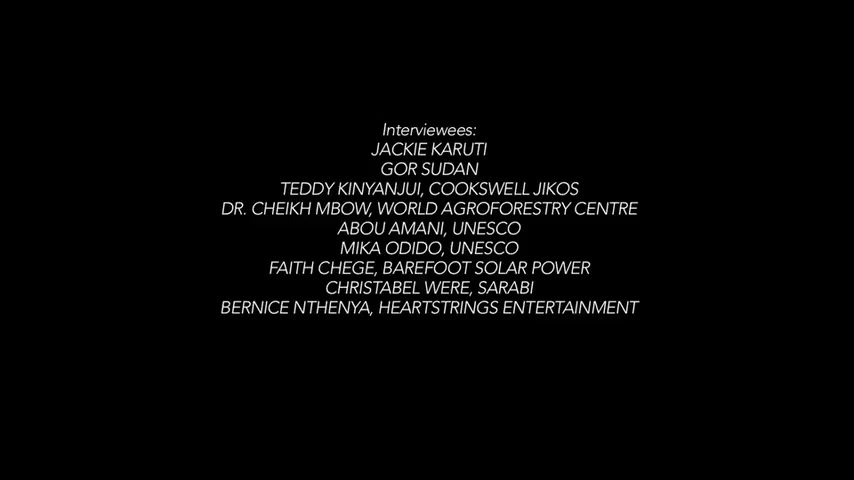 Interviewees:
JACKIE KARUTI
GOR SUDAN
TEDDY KINYANJUI, COOKSWELL JIKOS
DR. CHEIKH MBOW, WORLD AGROFORESTRY CENTRE
ABOU AMANI, UNESCO
MIKA ODIDO, UNESCO
FAITH CHEGE, BAREFOOT SOLAR POWER
CHRISTABEL WERE, SARABI
BERNICE NTHENYA, HEARTSTRINGS ENTERTAINMENT